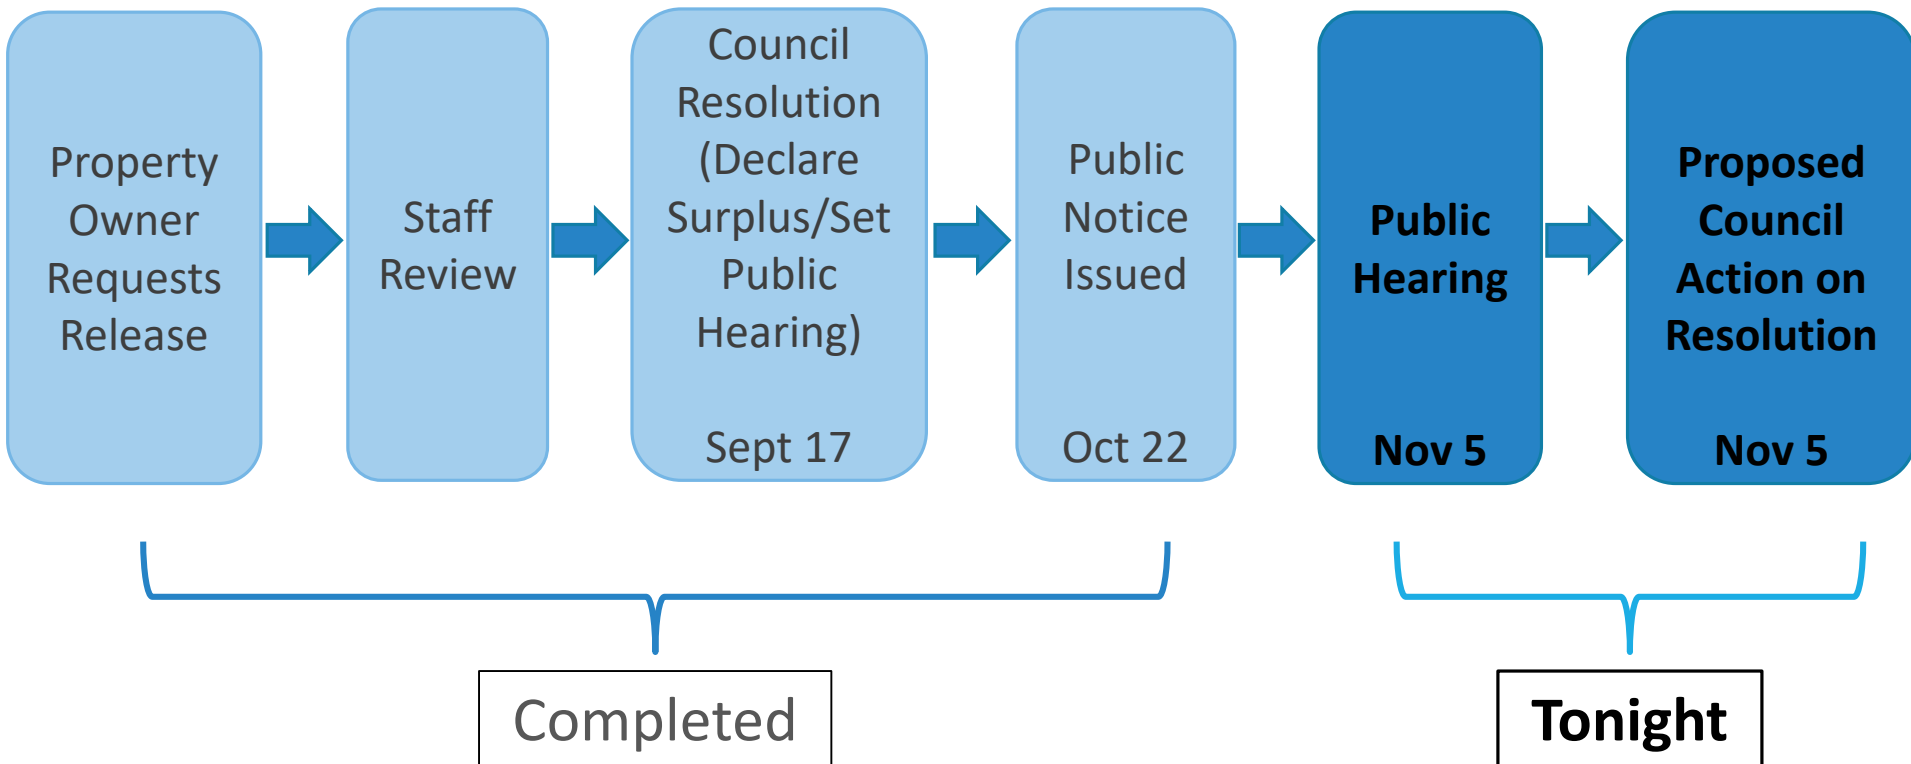 Property
Owner
Requests
Release
Staff
Review
Council
Resolution
(Declare
Surplus/Set
Public
Hearing)
Sept 17
Public
Notice
Issued
Oct 22
Public
Hearing
Nov 5
Proposed
Council
Action on
Resolution
Nov 5
Completed
Tonight